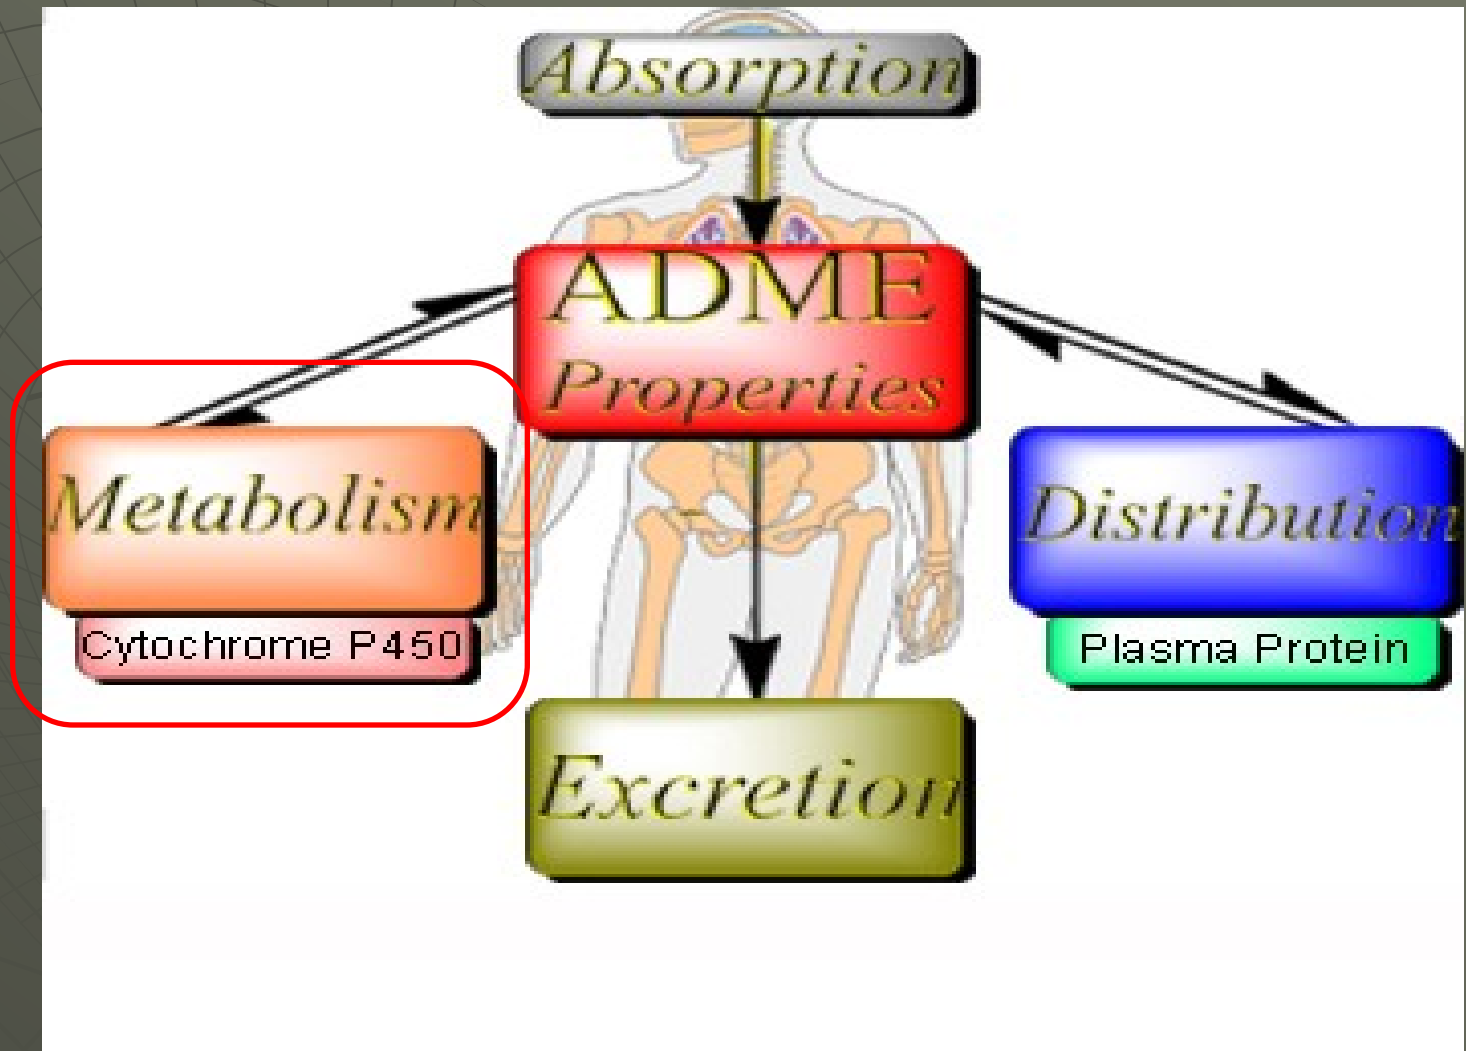 Absorption
ADME
Properties
Metabolism
Cytochrome P450
Distribution
Plasma Protein
Excretion